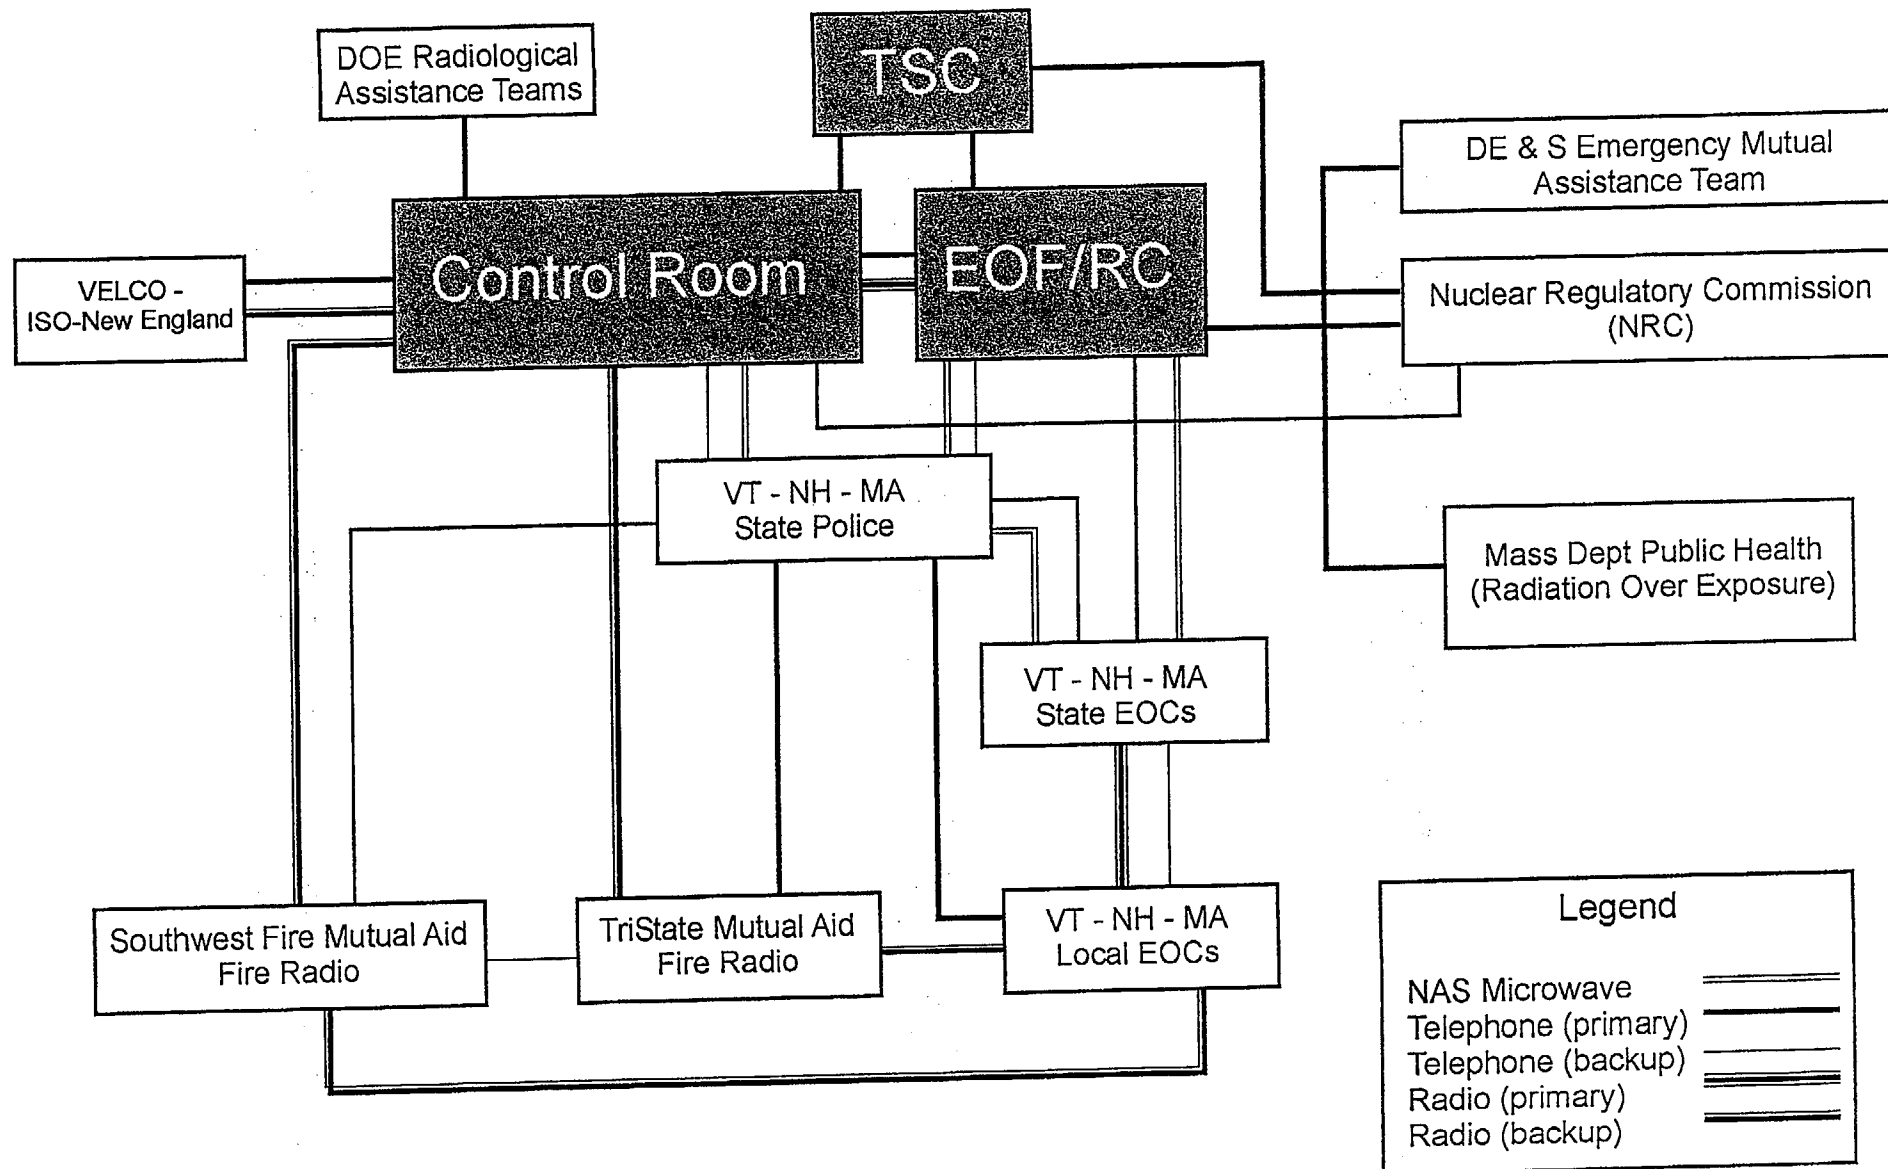 DOE Radiological
Assistance Teams
TSC
DE & S Emergency Mutual
Assistance Team
Control Room
EOF/RC
VELCO -
ISO-New England
Nuclear Regulatory Commission
(NRC)
VT - NH - MA
State Police
Mass Dept Public Health
(Radiation Over Exposure)
VT - NH - MA
State EOCs
Southwest Fire Mutual Aid
Fire Radio
TriState Mutual Aid
Fire Radio
VT - NH - MA
Local EOCs
Legend
NAS Microwave
Telephone (primary)
Telephone (backup)
Radio (primary)
Radio (backup)